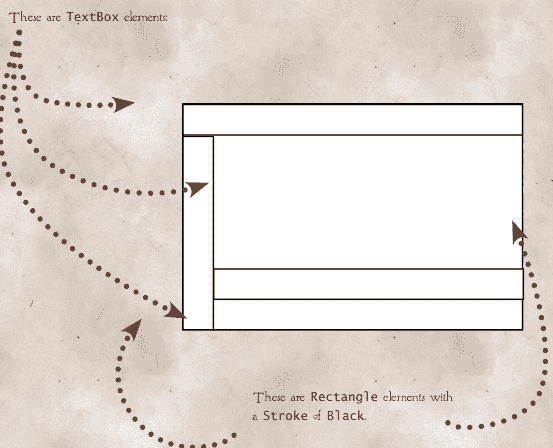 These are TextBox elements.
These are Rectangle elements with
a Stroke of Black.